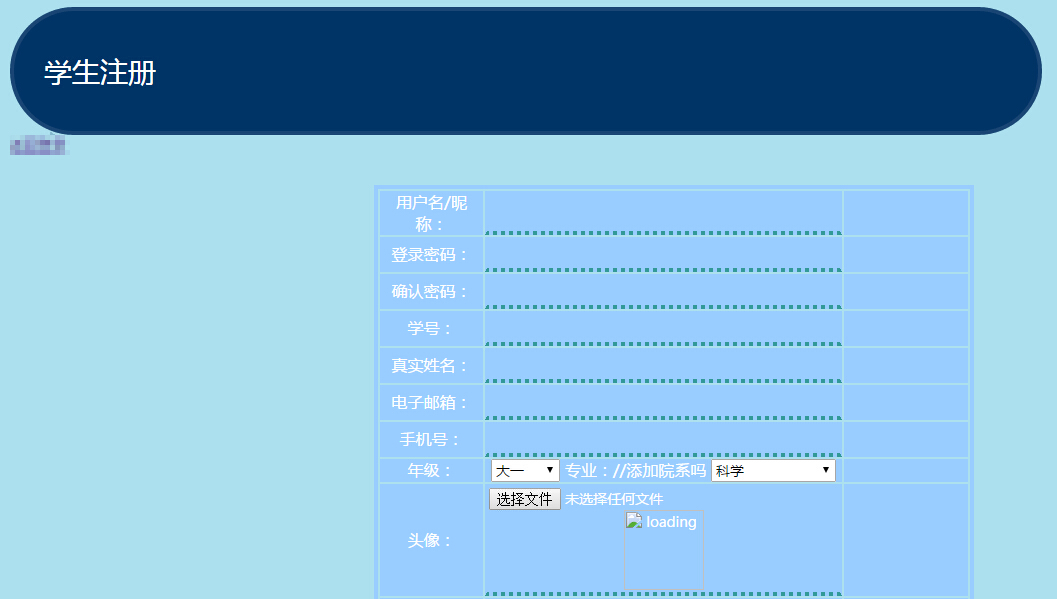 学生注册
用户名/昵
称：
登录密码：
确认密码：
学号：
真实姓名：
电子邮箱：
手机号：
年级： 大一 专业：//添加院系吗 科学
选择文件 未选择任何文件
loading
头像：